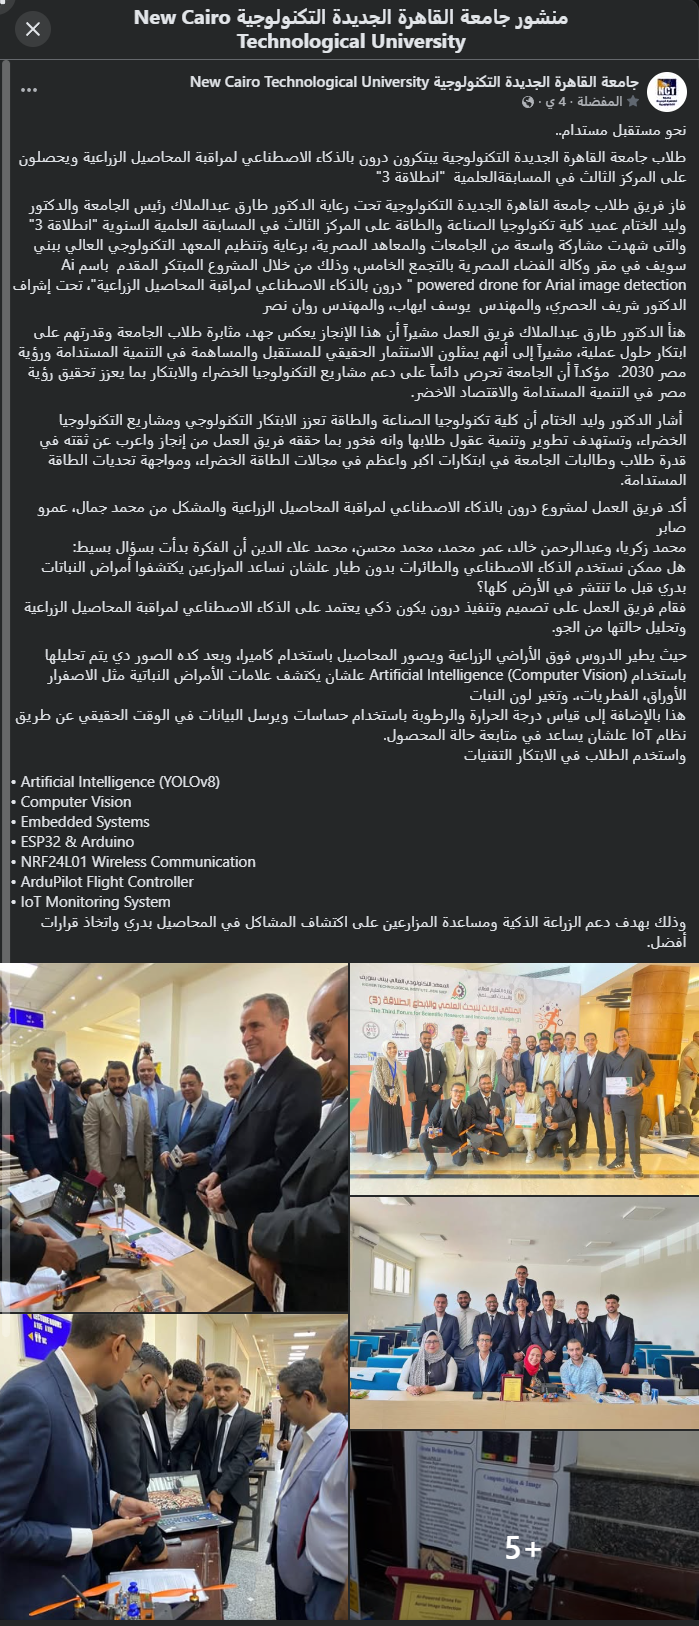 منشور جامعة القاهرة الجديدة التكنولوجية New Cairo
Technological University
جامعة القاهرة الجديدة التكنولوجية New Cairo Technological University
المفضلة · 4 ي ·
نحو مستقبل مستدام..
طلاب جامعة القاهرة الجديدة التكنولوجية يبتكرون درون بالذكاء الاصطناعي لمراقبة المحاصيل الزراعية ويحصلون
على المركز الثالث في المسابقةالعلمية "انطلاقة 3"
فاز فريق طلاب جامعة القاهرة الجديدة التكنولوجية تحت رعاية الدكتور طارق عبدالملاك رئيس الجامعة والدكتور
وليد الختام عميد كلية تكنولوجيا الصناعة والطاقة على المركز الثالث في المسابقة العلمية السنوية "انطلاقة 3"
والتى شهدت مشاركة واسعة من الجامعات والمعاهد المصرية، برعاية وتنظيم المعهد التكنولوجي العالي ببني
سويف في مقر وكالة الفضاء المصرية بالتجمع الخامس، وذلك من خلال المشروع المبتكر المقدم باسم Ai
powered drone for Arial image detection " درون بالذكاء الاصطناعي لمراقبة المحاصيل الزراعية"، تحت إشراف
الدكتور شريف الحصري، والمهندس يوسف ايهاب، والمهندس روان نصر
هنأ الدكتور طارق عبدالملاك فريق العمل مشيراً أن هذا الإنجاز يعكس جهد، مثابرة طلاب الجامعة وقدرتهم على
ابتكار حلول عملية، مشيراً إلى أنهم يمثلون الاستثمار الحقيقي للمستقبل والمساهمة في التنمية المستدامة ورؤية
مصر 2030. مؤكداً أن الجامعة تحرص دائماً على دعم مشاريع التكنولوجيا الخضراء والابتكار بما يعزز تحقيق رؤية
مصر في التنمية المستدامة والاقتصاد الاخضر.
أشار الدكتور وليد الختام أن كلية تكنولوجيا الصناعة والطاقة تعزز الابتكار التكنولوجي ومشاريع التكنولوجيا
الخضراء، وتستهدف تطوير وتنمية عقول طلابها وانه فخور بما حققه فريق العمل من إنجاز واعرب عن ثقته في
قدرة طلاب وطالبات الجامعة في ابتكارات اكبر واعظم في مجالات الطاقة الخضراء، ومواجهة تحديات الطاقة
المستدامة.
أكد فريق العمل لمشروع درون بالذكاء الاصطناعي لمراقبة المحاصيل الزراعية والمشكل من محمد جمال، عمرو
صابر
محمد زكريا، وعبدالرحمن خالد، عمر محمد، محمد محسن، محمد علاء الدين أن الفكرة بدأت بسؤال بسيط:
هل ممكن نستخدم الذكاء الاصطناعي والطائرات بدون طيار علشان نساعد المزارعين يكتشفوا أمراض النباتات
بدري قبل ما تنتشر في الأرض كلها؟
فقام فريق العمل على تصميم وتنفيذ درون يكون ذكي يعتمد على الذكاء الاصطناعي لمراقبة المحاصيل الزراعية
وتحليل حالتها من الجو.
حيث يطير الدروس فوق الأراضي الزراعية ويصور المحاصيل باستخدام كاميرا، وبعد كده الصور دي يتم تحليلها
باستخدام Artificial Intelligence (Computer Vision) علشان يكتشف علامات الأمراض النباتية مثل الاصفرار
الأوراق، الفطريات،.. وتغير لون النبات
هذا بالإضافة إلى قياس درجة الحرارة والرطوبة باستخدام حساسات ويرسل البيانات في الوقت الحقيقي عن طريق
نظام IoT علشان يساعد في متابعة حالة المحصول.
واستخدم الطلاب في الابتكار التقنيات
• Artificial Intelligence (YOLOv8)
• Computer Vision
• Embedded Systems
• ESP32 & Arduino
• NRF24L01 Wireless Communication
• ArduPilot Flight Controller
• IoT Monitoring System
وذلك بهدف دعم الزراعة الذكية ومساعدة المزارعين على اكتشاف المشاكل في المحاصيل بدري واتخاذ قرارات
أفضل.
المعهد التكنولوجي العالي ببني سويف
الملتقي الثالث للبحث العلمي والابداع انطلاقة (3)
Computer Vision & Image
Analysis
5+